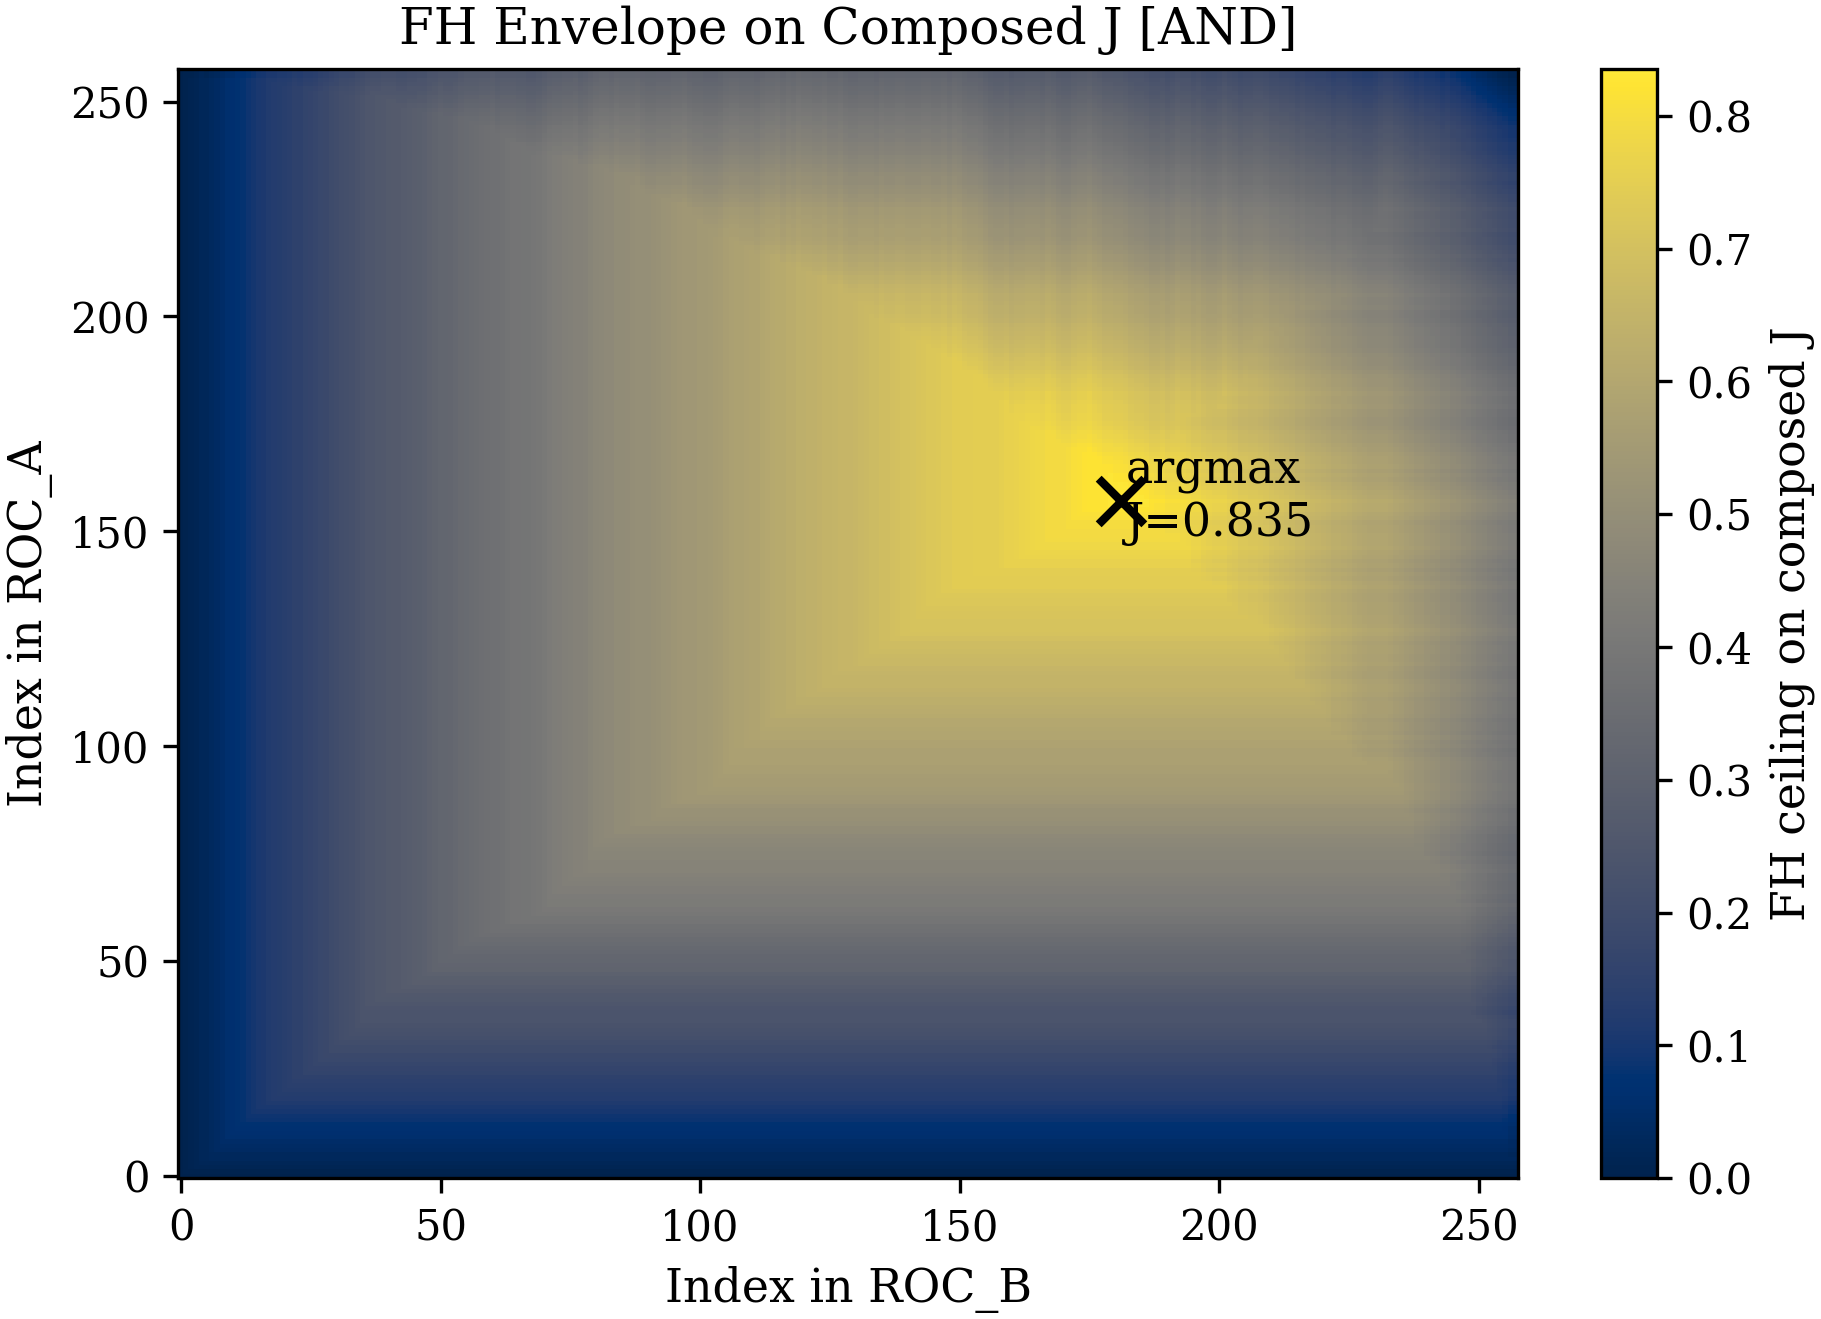 FH Envelope on Composed J [AND]
250
200
150
100
50
0
Index in ROC_A
0 50 100 150 200 250
Index in ROC_B
argmax
J=0.835
0.8
0.7
0.6
0.5
0.4
0.3
0.2
0.1
0.0
FH ceiling on composed J